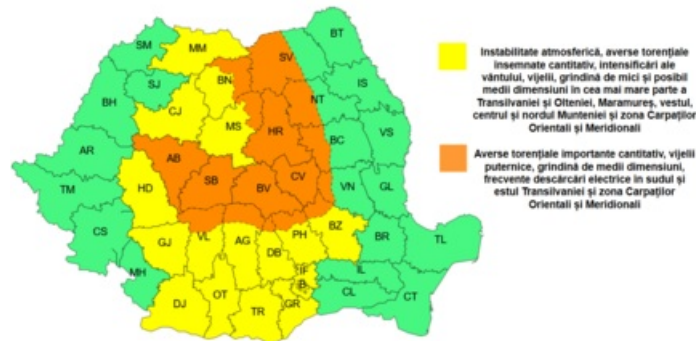 SM
MM
BT
SV
BN
SJ
IS
BH
NT
CJ
MS
HR
BC
VS
AR
AB
SB
BV
CV
VN
GL
HD
TM
CS
GJ
VL
AG
PH
BZ
DB
BR
TL
IF
B
IL
MH
DJ
OT
TR
GR
CL
CT
Instabilitate atmosferică, averse torențiale
însemnate cantitativ, intensificări ale
vântului, vijelii, grindină de mici și posibil
medii dimensiuni în cea mai mare parte a
Transilvaniei și Olteniei, Maramureș, vestul,
centrul și nordul Munteniei și zona Carpaților
Orientali și Meridionali
Averse torențiale importante cantitativ, vijelii
puternice, grindină de medii dimensiuni,
frecvente descărcări electrice în sudul și
estul Transilvaniei și zona Carpaților
Orientali și Meridionali